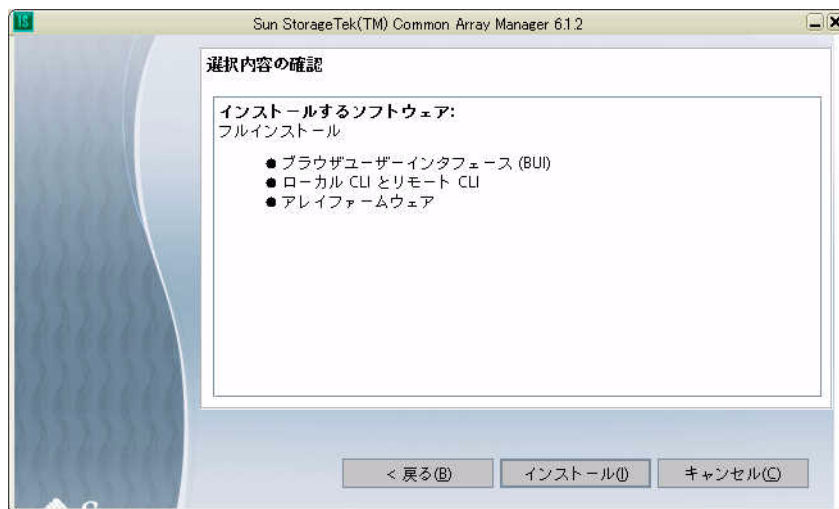 Sun StorageTek(TM) Common Array Manager 6.1.2
選択内容の確認
インストールするソフトウェア:
フルインストール
● ブラウザユーザーインタフェース (BUI)
● ローカル CLI とリモート CLI
● アレイファームウェア
< 戻る(B)
インストール(I)
キャンセル(C)